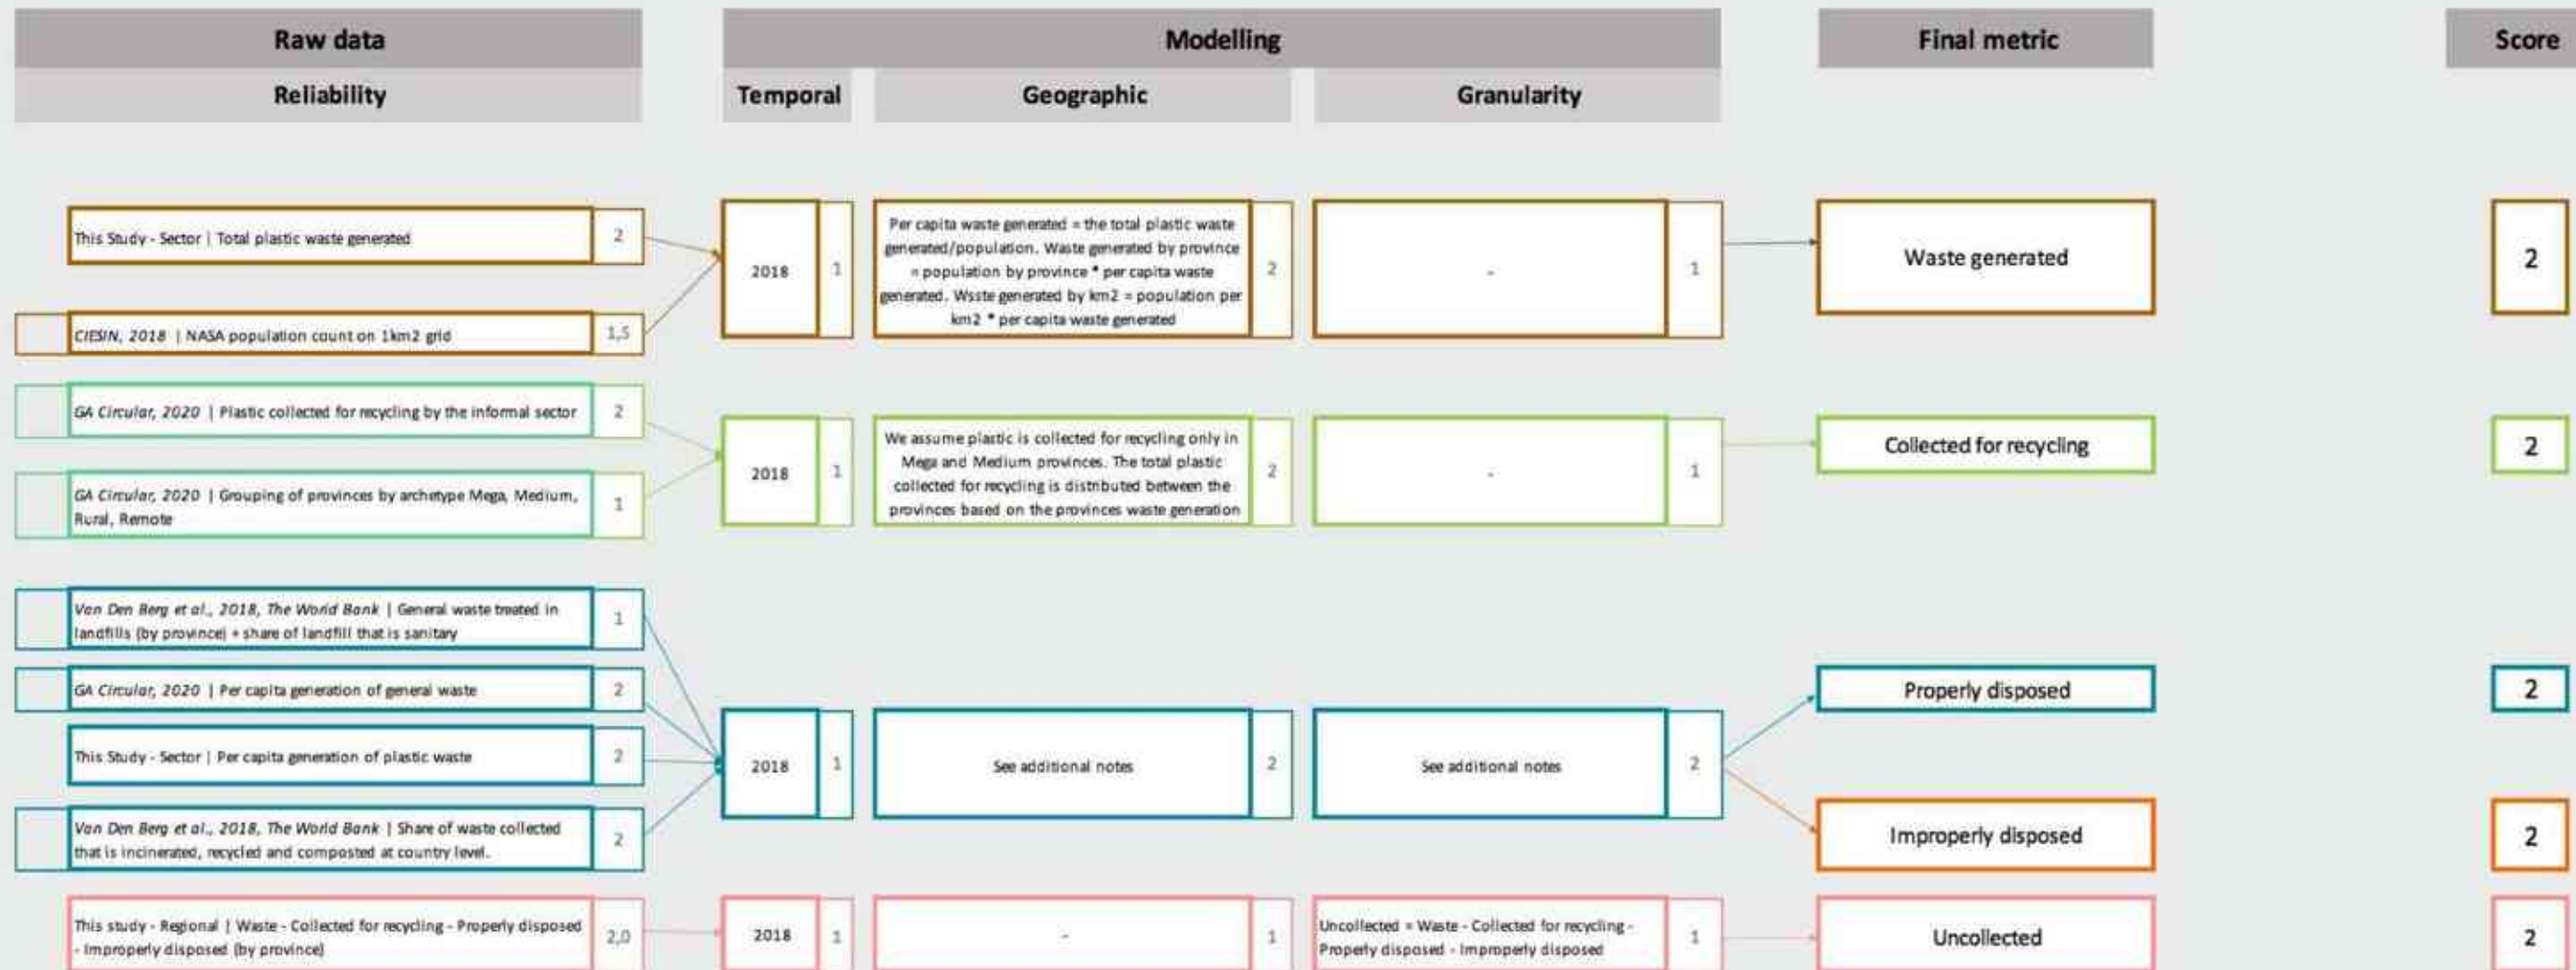 Raw data
Modelling
Final metric
Score
Reliability
Temporal
Geographic
Granularity
This Study - Sector | Total plastic waste generated
2
CIESIN, 2018 | NASA population count on 1km2 grid
1,5
2018
1
Per capita waste generated = the total plastic waste
generated/population. Waste generated by province
= population by province * per capita waste
generated. Wsste generated by km2 = population per
km2 * per capita waste generated
2
-
1
Waste generated
2
GA Circular, 2020 | Plastic collected for recycling by the informal sector
2
GA Circular, 2020 | Grouping of provinces by archetype Mega, Medium,
Rural, Remote
1
2018
1
We assume plastic is collected for recycling only in
Mega and Medium provinces. The total plastic
collected for recycling is distributed between the
provinces based on the provinces waste generation
2
-
1
Collected for recycling
2
Van Den Berg et al., 2018, The World Bank | General waste treated in
landfills (by province) + share of landfill that is sanitary
1
GA Circular, 2020 | Per capita generation of general waste
2
This Study - Sector | Per capita generation of plastic waste
2
Van Den Berg et al., 2018, The World Bank | Share of waste collected
that is incinerated, recycled and composted at country level.
2
2018
1
See additional notes
2
See additional notes
2
Properly disposed
2
Improperly disposed
2
This study - Regional | Waste - Collected for recycling - Properly disposed
- Improperly disposed (by province)
2,0
2018
1
-
1
Uncollected = Waste - Collected for recycling -
Properly disposed - Improperly disposed
1
Uncollected
2